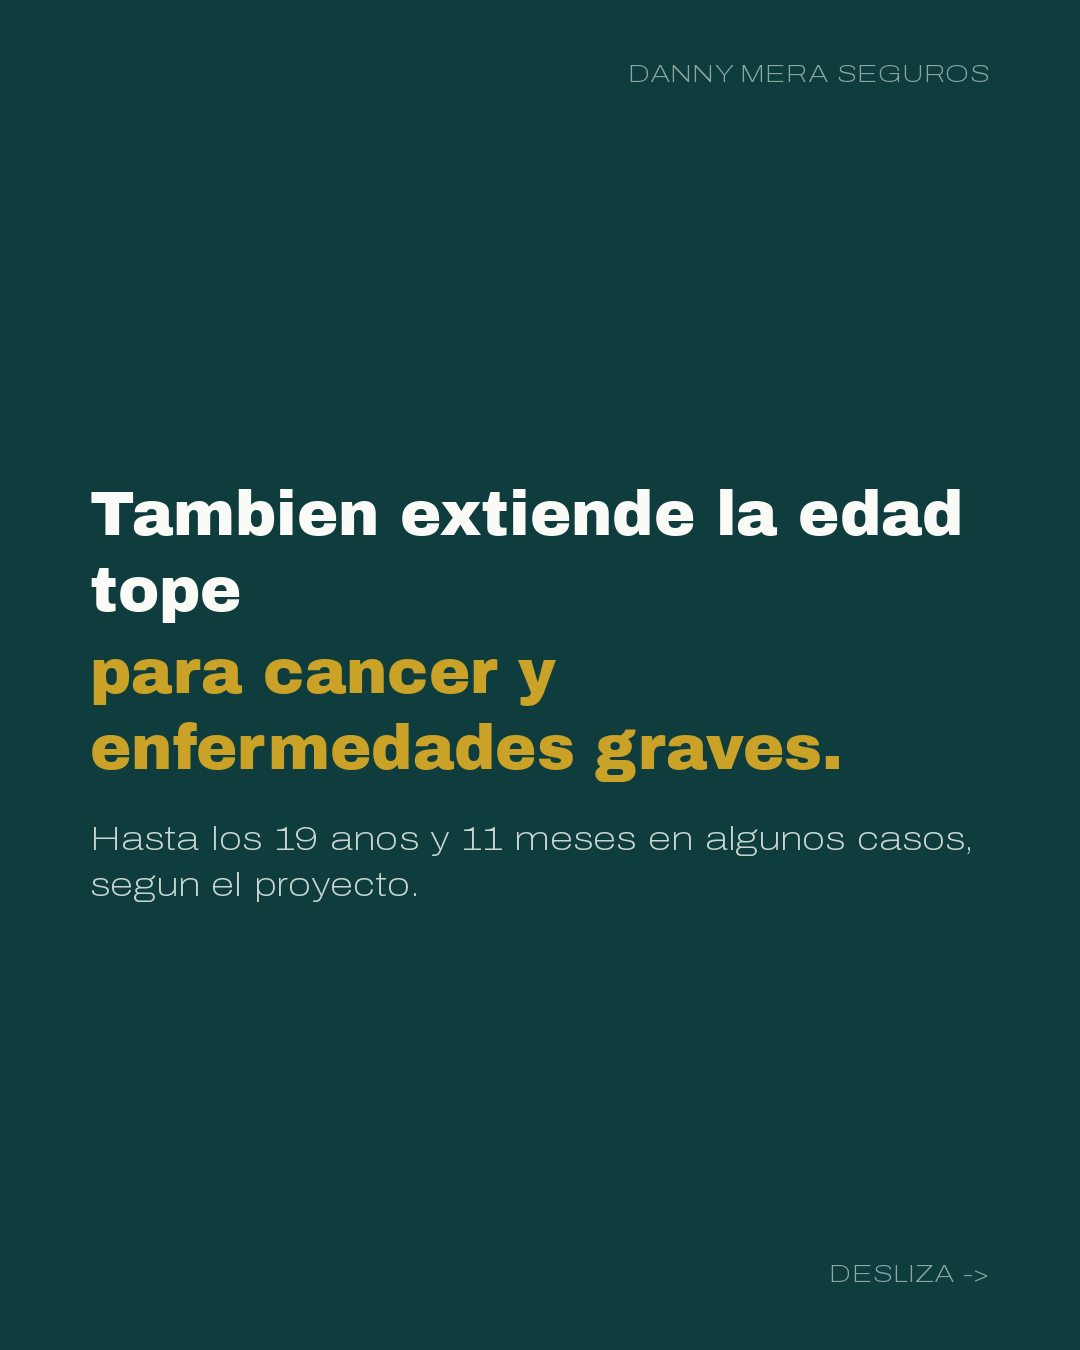 DANNY MERA SEGUROS
Tambien extiende la edad
tope
para cancer y
enfermedades graves.
Hasta los 19 anos y 11 meses en algunos casos,
segun el proyecto.
DESLIZA ->